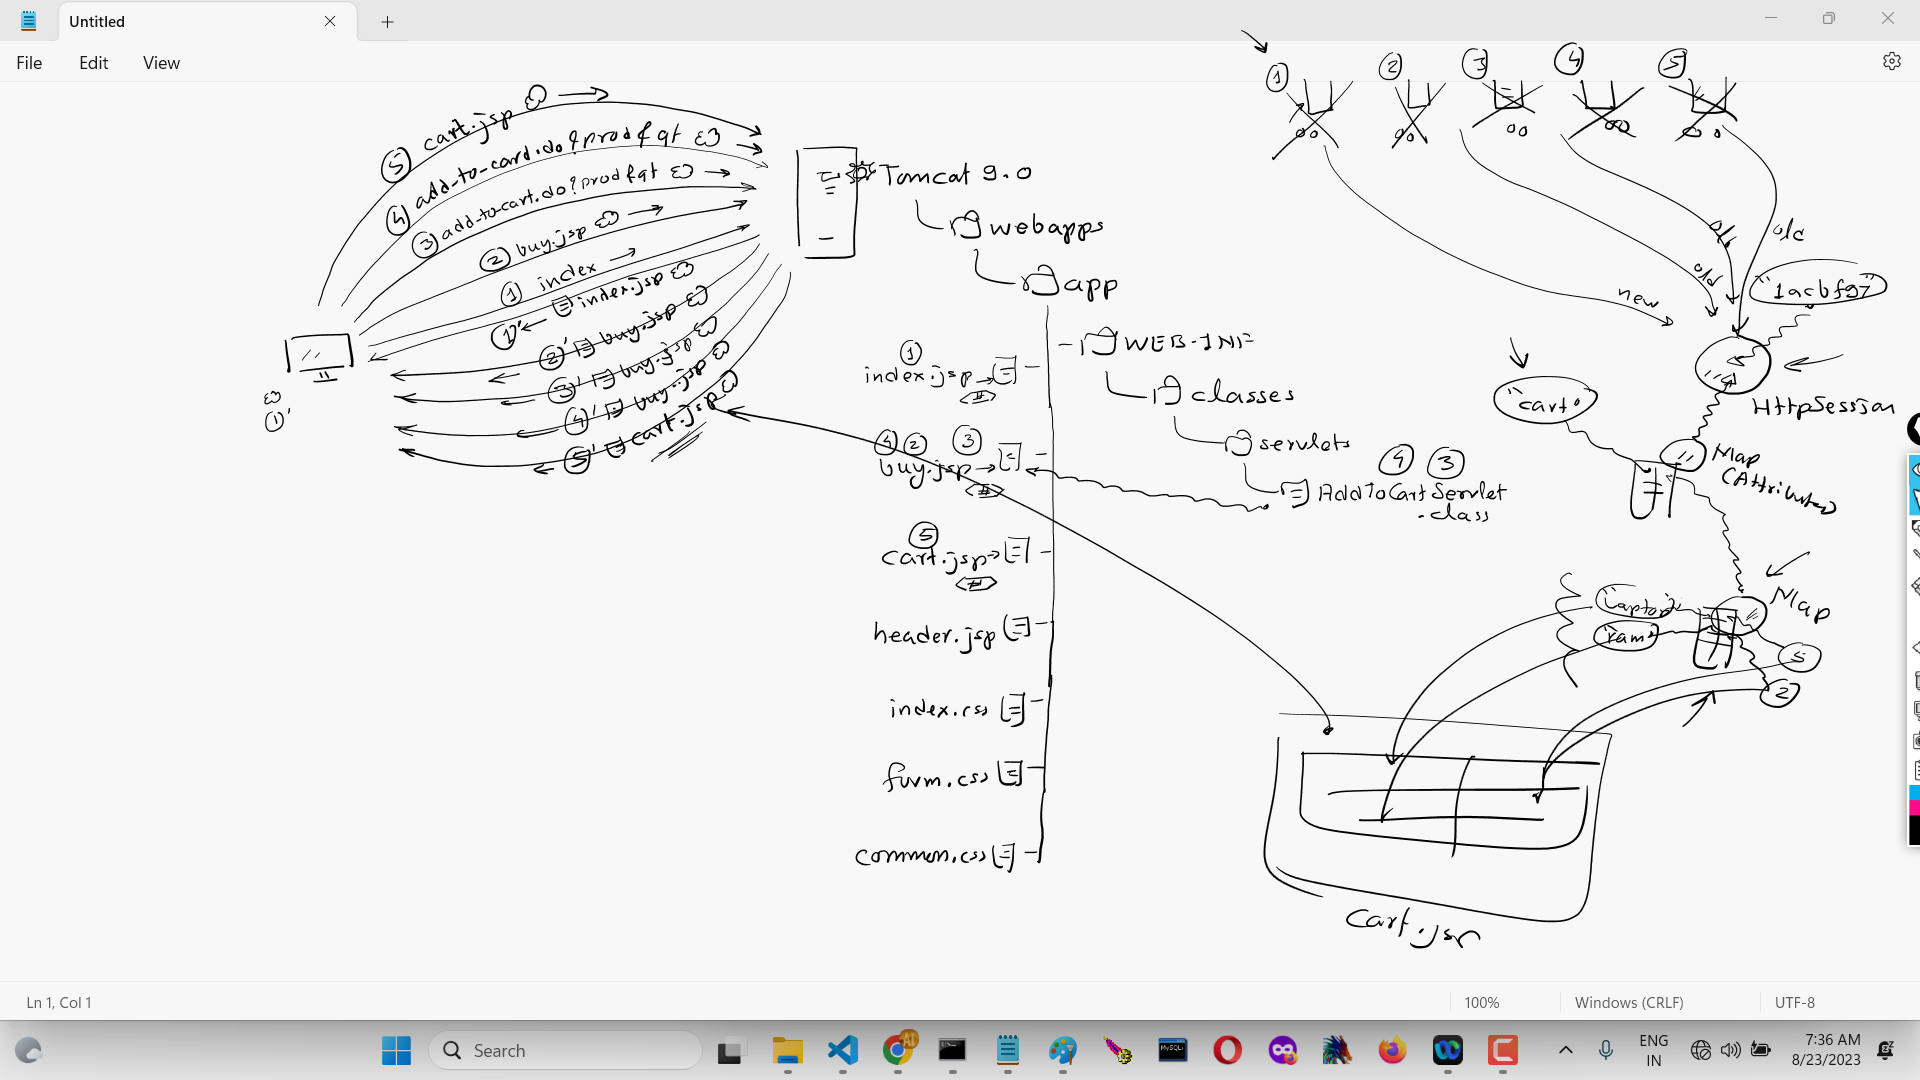 Untitled
File Edit View
5 cart.jsp
4 add-to-card.do?prod&qt
3 add-to-cart.do?prod&qt
2 buy.jsp
1 index
1' index.jsp
2' buy.jsp
3' buy.jsp
4' buy.jsp
5' cart.jsp
1'
Tomcat 9.0
webapps
app
WEB-INF
classes
servlets
4 3
AddToCartServlet
.class
1
index.jsp
4 2 3
buy.jsp
5
cart.jsp
header.jsp
index.css
form.css
common.css
1 2 3 4 5
new
old
old
old
"1acbf97"
HttpSession
"cart"
Map
(Attributes)
Map
"laptop"
"ram"
5
2
Cart.jsp
Ln 1, Col 1
100%
Windows (CRLF)
UTF-8
Search
AI
MySQL
ENG
IN
7:36 AM
8/23/2023